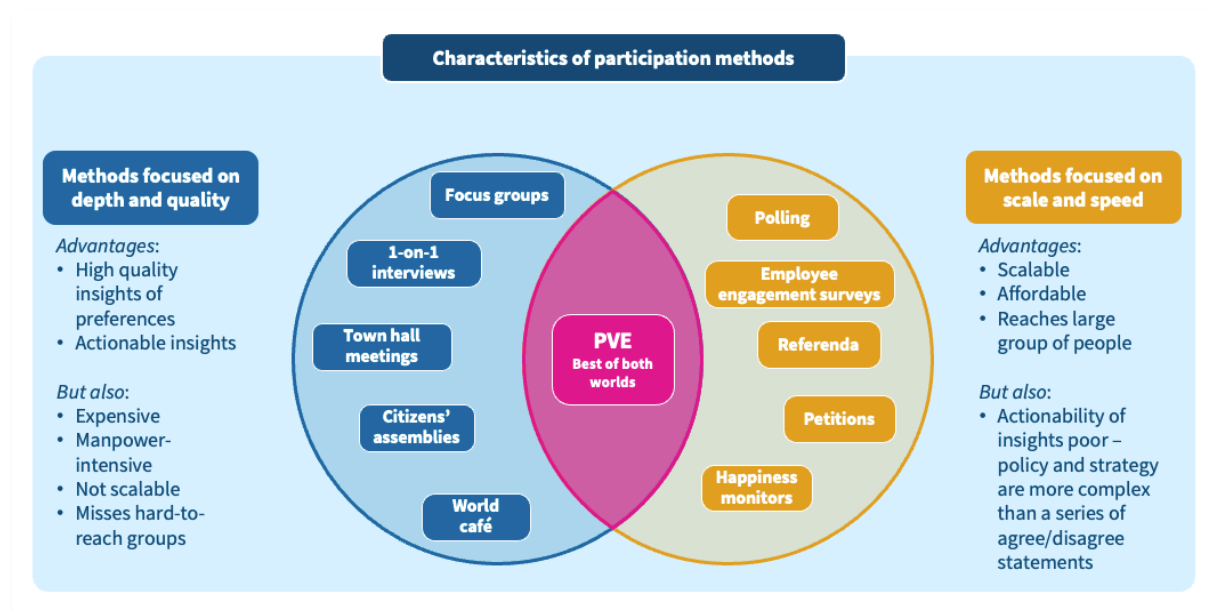 Characteristics of participation methods
Methods focused on
depth and quality
Advantages:
• High quality
insights of
preferences
• Actionable insights
But also:
• Expensive
• Manpower-
intensive
• Not scalable
• Misses hard-to-
reach groups
Focus groups
1-on-1
interviews
Town hall
meetings
Citizens’
assemblies
World
café
PVE
Best of both
worlds
Polling
Employee
engagement surveys
Referenda
Petitions
Happiness
monitors
Methods focused on
scale and speed
Advantages:
• Scalable
• Affordable
• Reaches large
group of people
But also:
• Actionability of
insights poor –
policy and strategy
are more complex
than a series of
agree/disagree
statements